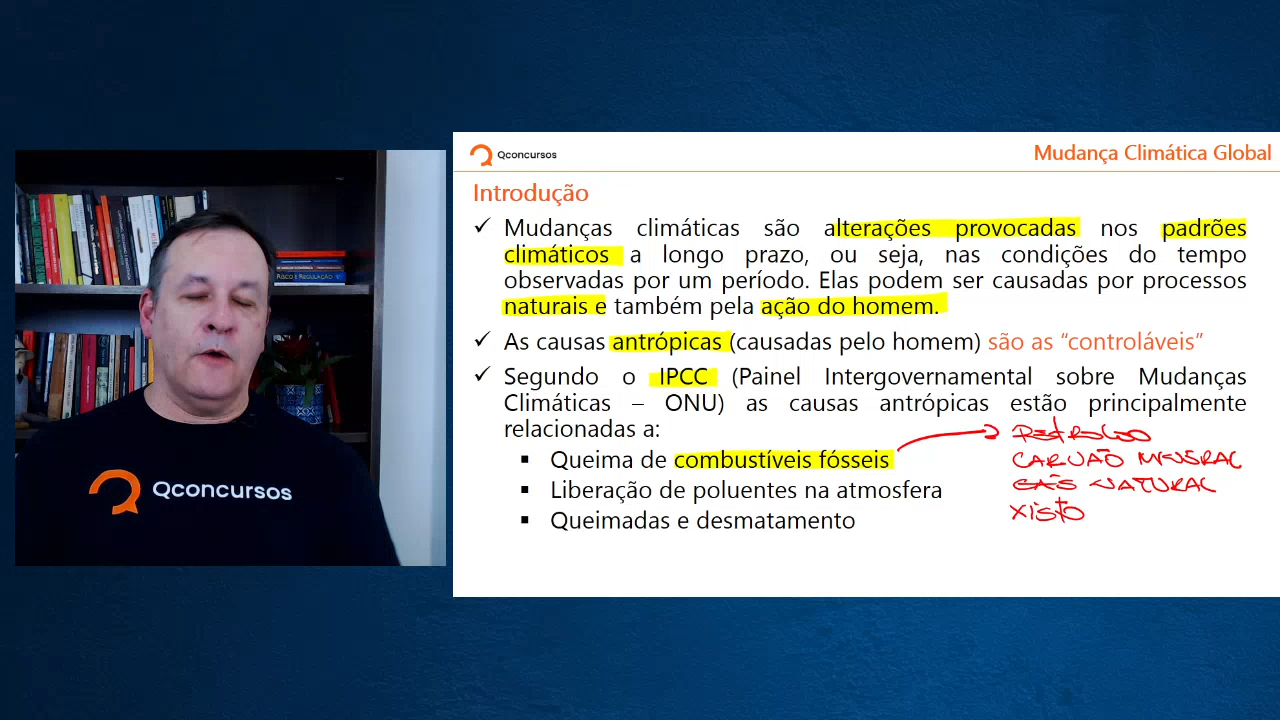 Qconcursos
Mudança Climática Global
Introdução
✓ Mudanças climáticas são alterações provocadas nos padrões
climáticos a longo prazo, ou seja, nas condições do tempo
observadas por um período. Elas podem ser causadas por processos
naturais e também pela ação do homem.
✓ As causas antrópicas (causadas pelo homem) são as “controláveis”
✓ Segundo o IPCC (Painel Intergovernamental sobre Mudanças
Climáticas – ONU) as causas antrópicas estão principalmente
relacionadas a:
▪ Queima de combustíveis fósseis
▪ Liberação de poluentes na atmosfera
▪ Queimadas e desmatamento
PETROLEO
CARVÃO MINERAL
GÁS NATURAL
XISTO
RISCO E REGULAÇÃO
Qconcursos